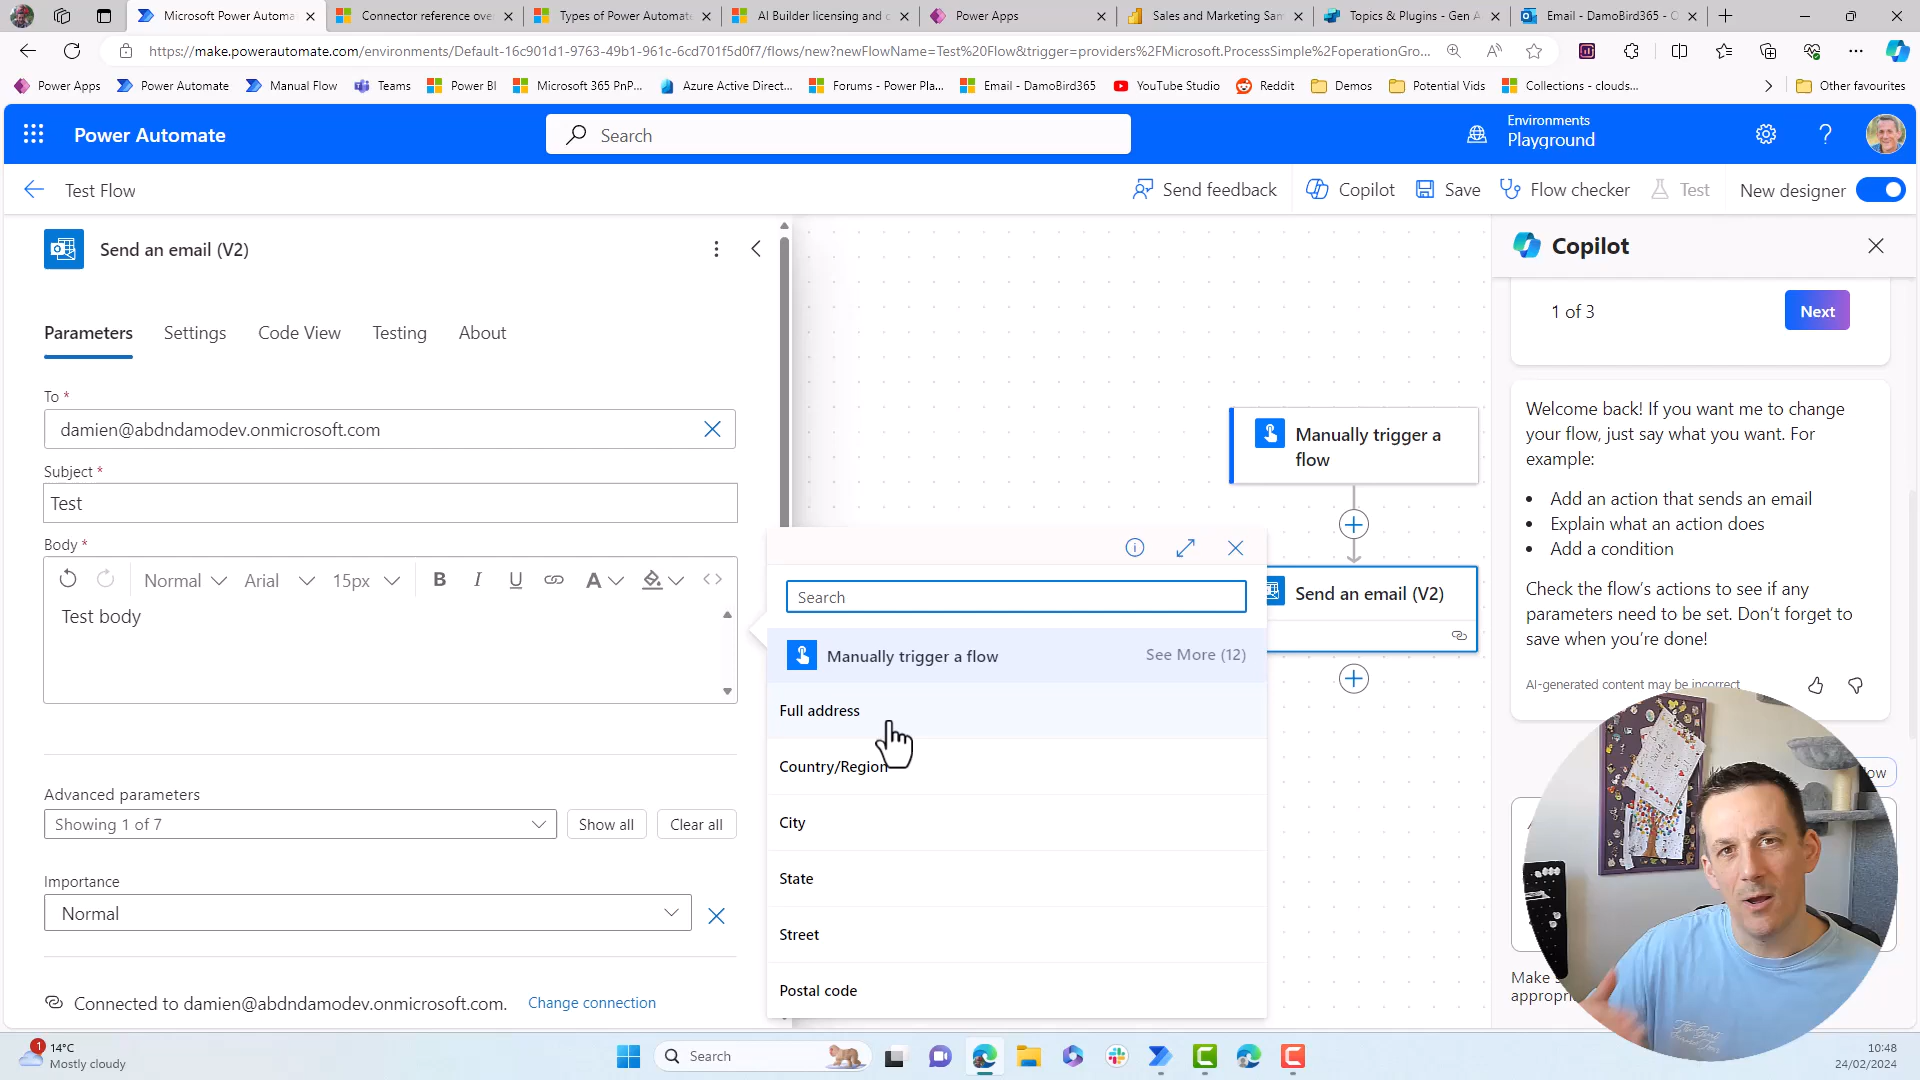 Microsoft Power Automa
Connector reference ove
Types of Power Automate
AI Builder licensing and c
Power Apps
Sales and Marketing Sam
Topics & Plugins - Gen A
Email - DamoBird365 - O
https://make.powerautomate.com/environments/Default-16c901d1-9763-49b1-961c-6cd701f5d0f7/flows/new?newFlowName=Test%20Flow&trigger=providers%2FMicrosoft.ProcessSimple%2FoperationGro...
Power Apps
Power Automate
Manual Flow
Teams
Power BI
Microsoft 365 PnP...
Azure Active Direct...
Forums - Power Pla...
Email - DamoBird365
YouTube Studio
Reddit
Demos
Potential Vids
Collections - clouds...
Other favourites
Power Automate
Search
Environments
Playground
Test Flow
Send feedback
Copilot
Save
Flow checker
Test
New designer
Send an email (V2)
Parameters
Settings
Code View
Testing
About
To *
damien@abdndamodev.onmicrosoft.com
Subject *
Test
Body *
Normal
Arial
15px
B
I
U
A
</>
Test body
Advanced parameters
Showing 1 of 7
Show all
Clear all
Importance
Normal
Connected to damien@abdndamodev.onmicrosoft.com.
Change connection
Search
Manually trigger a flow
See More (12)
Full address
Country/Region
City
State
Street
Postal code
Manually trigger a
flow
Send an email (V2)
Copilot
1 of 3
Next
Welcome back! If you want me to change
your flow, just say what you want. For
example:
• Add an action that sends an email
• Explain what an action does
• Add a condition
Check the flow's actions to see if any
parameters need to be set. Don't forget to
save when you're done!
AI-generated content may be incorrect
ow
Make
appropri
1
14°C
Mostly cloudy
Search
10:48
24/02/2024